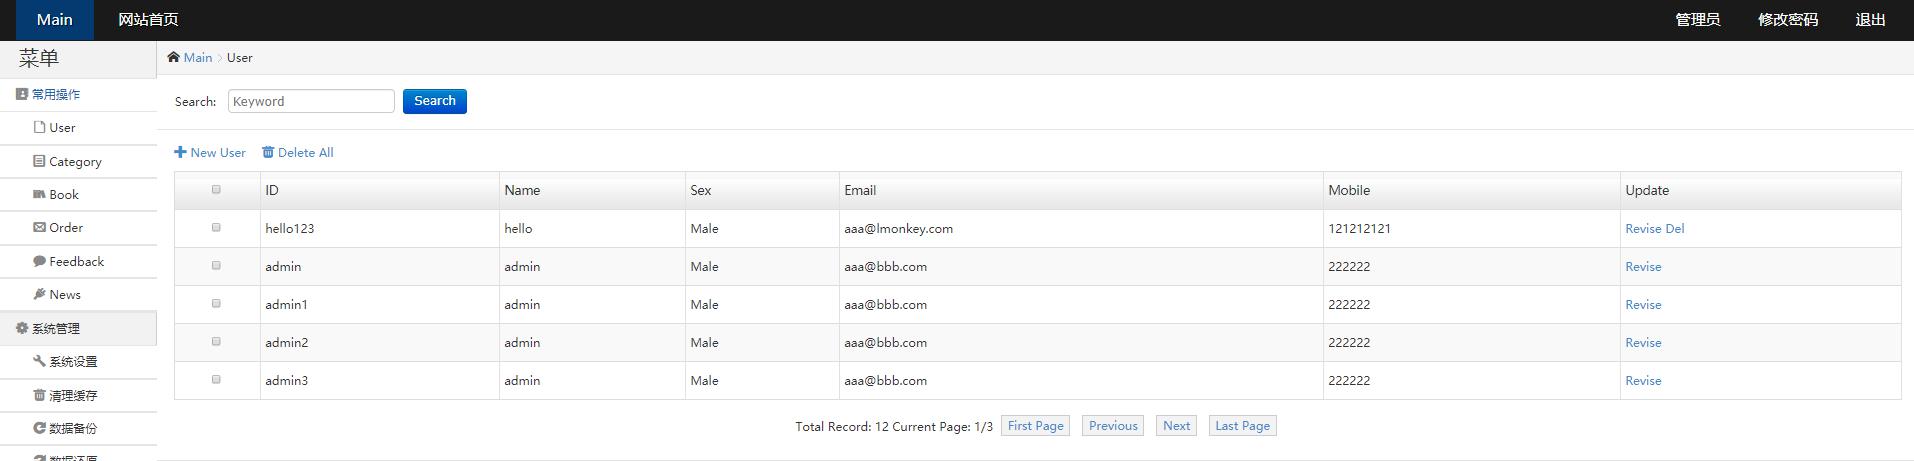 Main 网站首页 管理员 修改密码 退出
菜单
Main User
常用操作
Search: Keyword Search
User
New User Delete All
Category
ID Name Sex Email Mobile Update
Book
Order
hello123 hello Male aaa@lmonkey.com 121212121 Revise Del
Feedback
admin admin Male aaa@bbb.com 222222 Revise
News
admin1 admin Male aaa@bbb.com 222222 Revise
系统管理
admin2 admin Male aaa@bbb.com 222222 Revise
系统设置
admin3 admin Male aaa@bbb.com 222222 Revise
清理缓存
数据备份
Total Record: 12 Current Page: 1/3 First Page Previous Next Last Page
数据还原